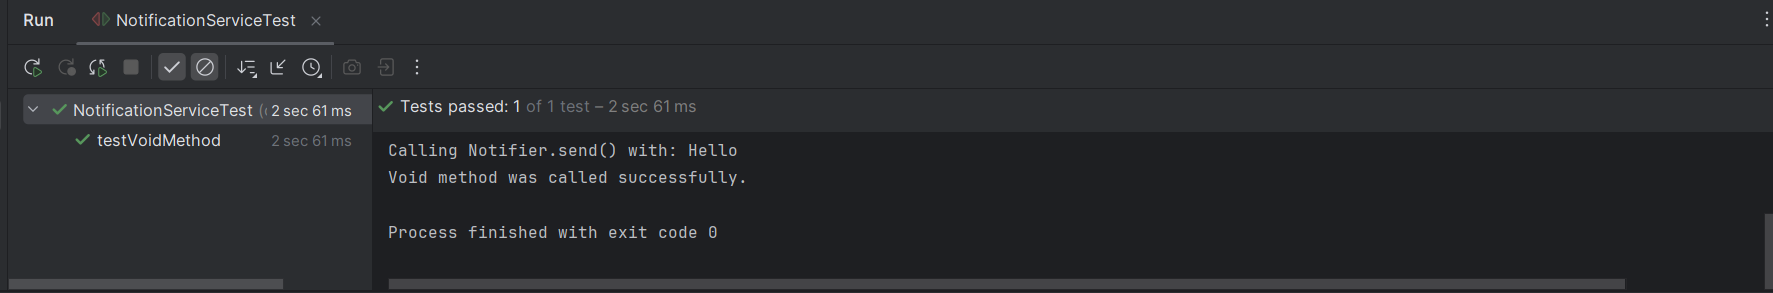 Run NotificationServiceTest
NotificationServiceTest ( 2 sec 61 ms
testVoidMethod 2 sec 61 ms
Tests passed: 1 of 1 test – 2 sec 61 ms
Calling Notifier.send() with: Hello
Void method was called successfully.
Process finished with exit code 0